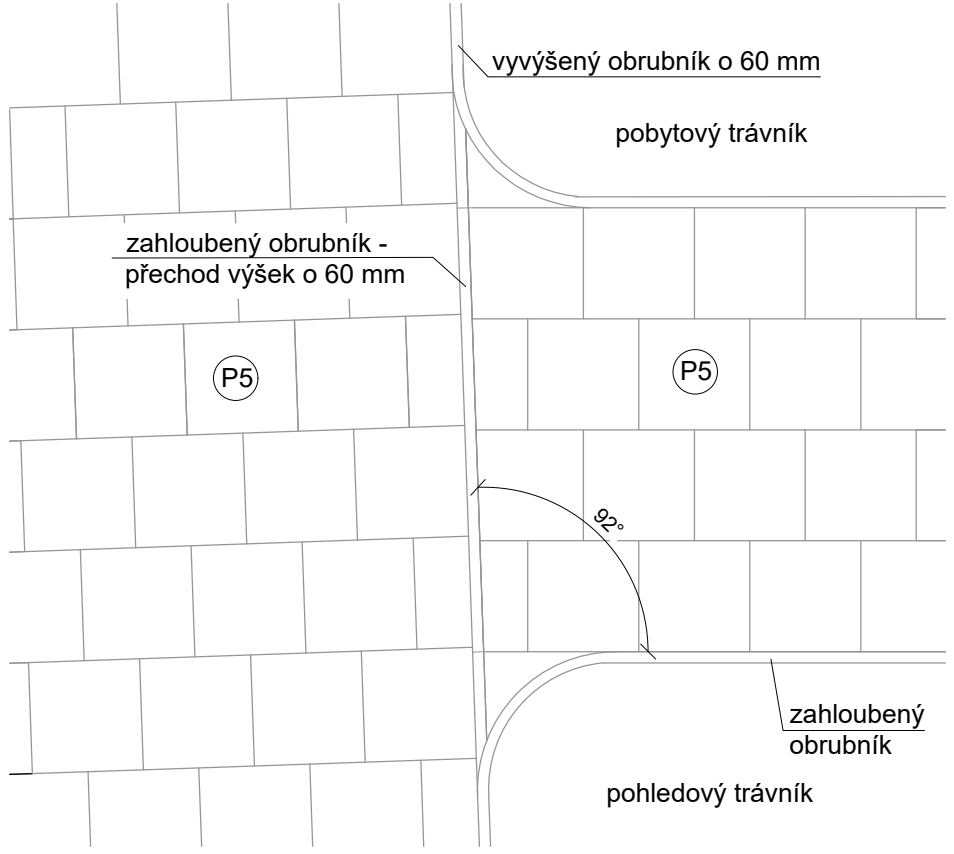 vyvýšený obrubník o 60 mm
pobytový trávník
zahloubený obrubník -
přechod výšek o 60 mm
P5
P5
92°
zahloubený
obrubník
pohledový trávník